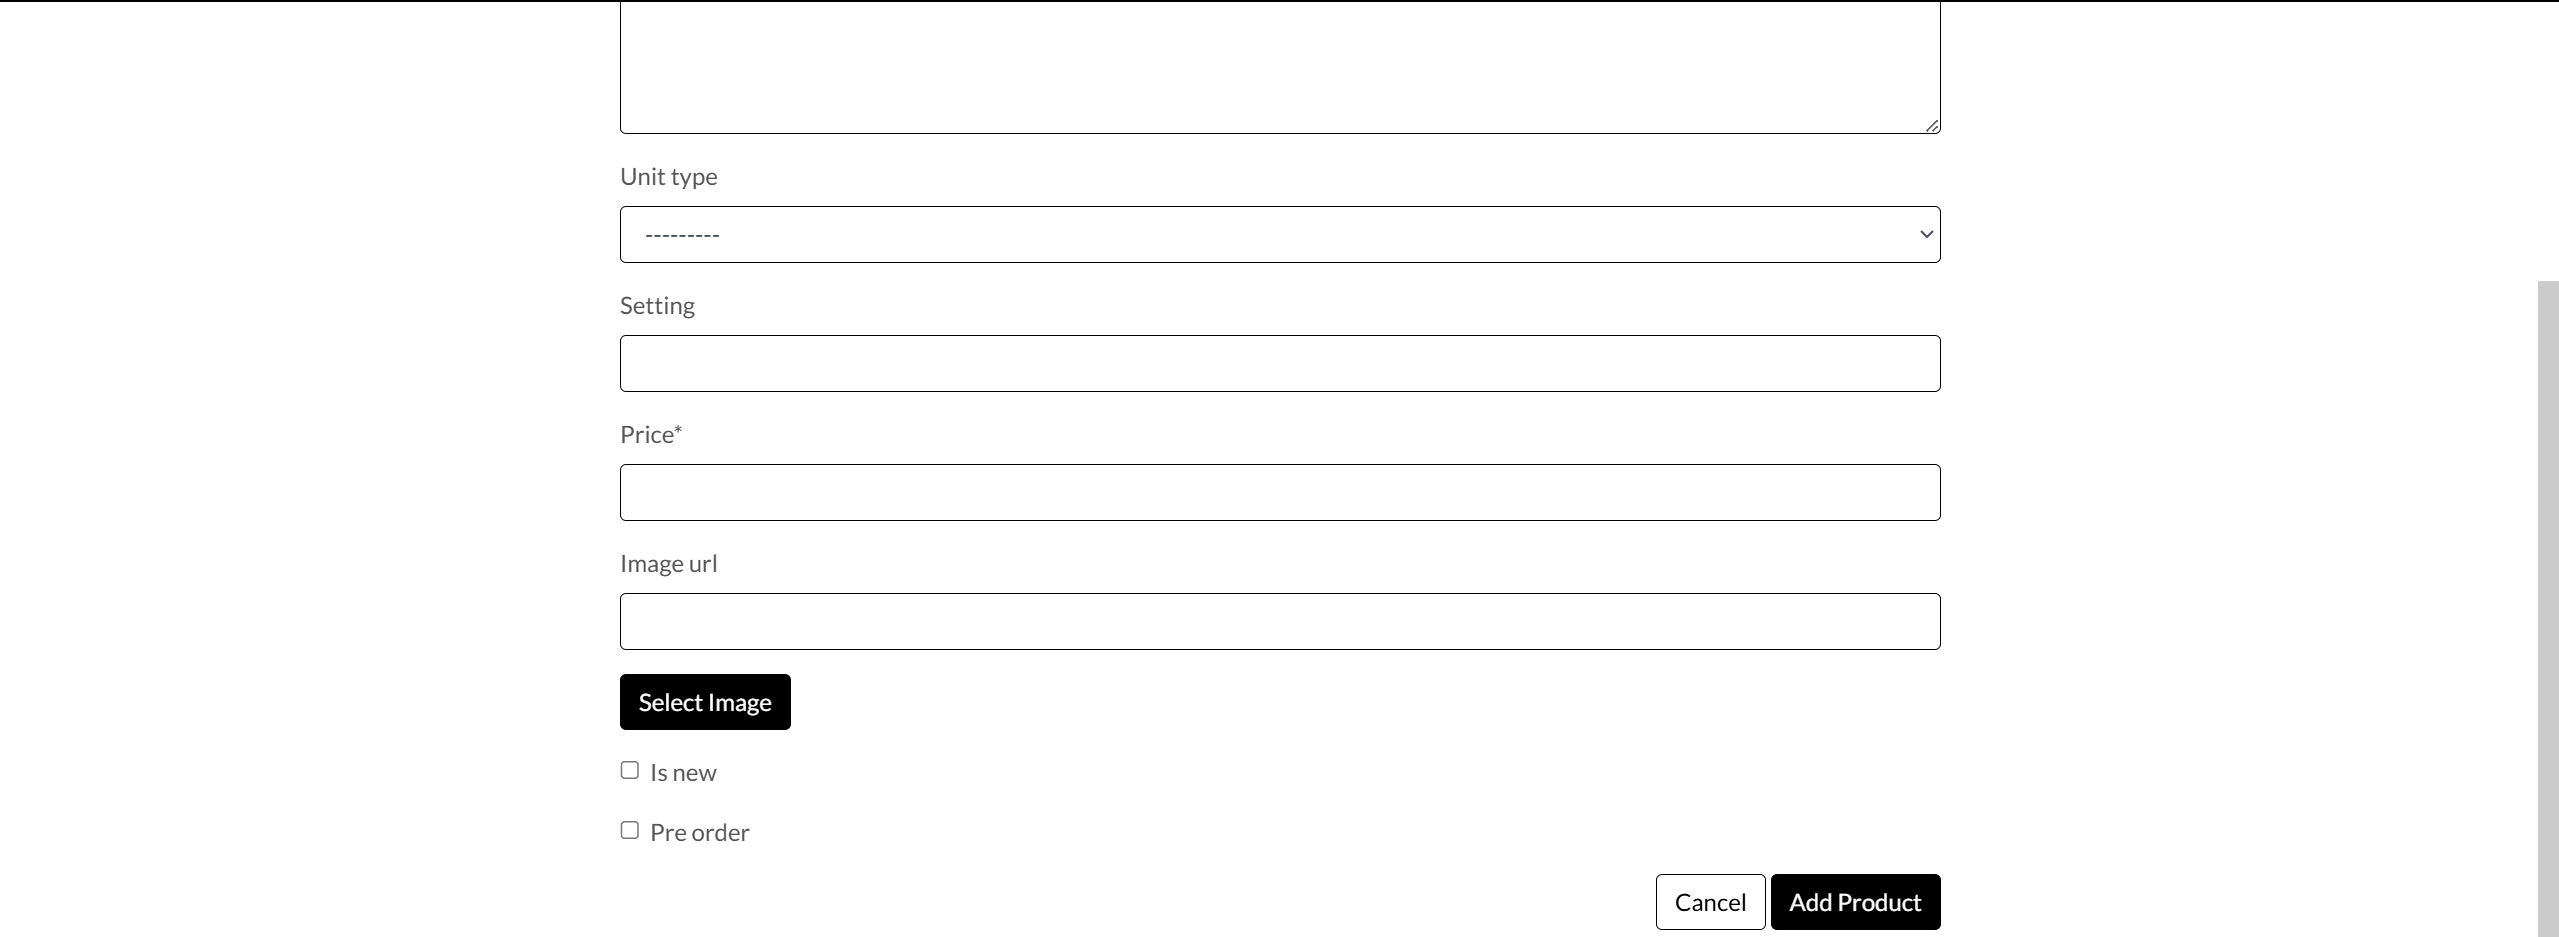 Unit type
---------
Setting
Price*
Image url
Select Image
Is new
Pre order
Cancel Add Product